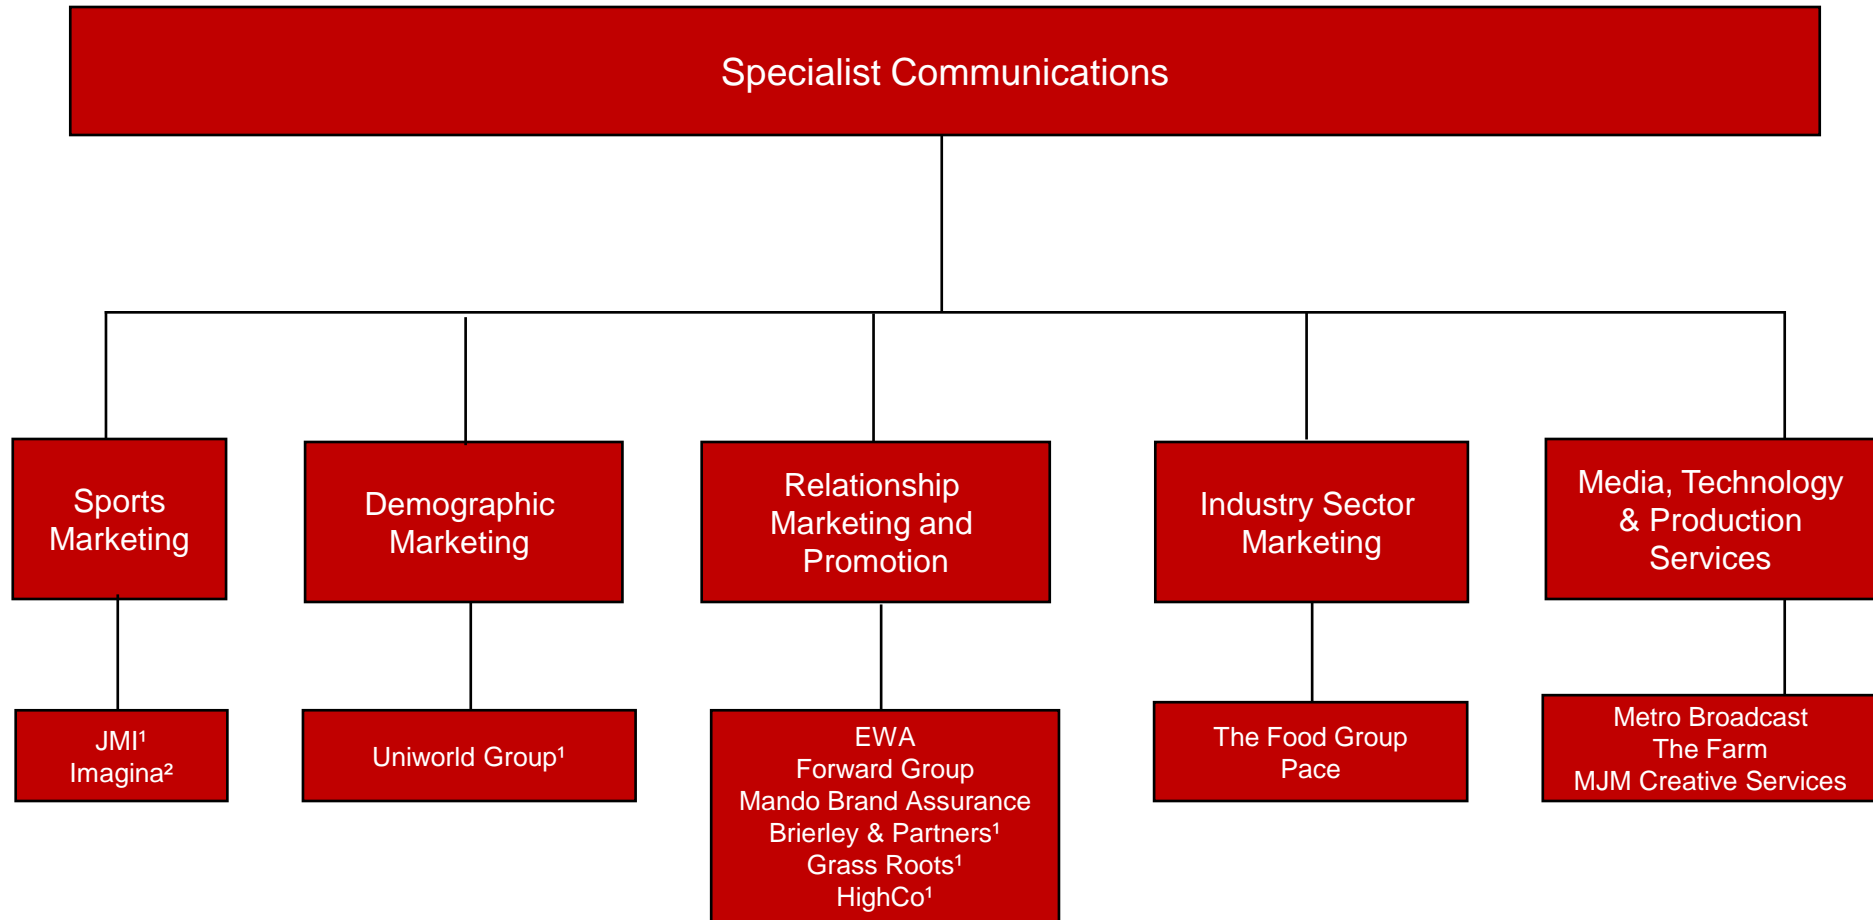 Specialist Communications
Sports
Marketing
Demographic
Marketing
Relationship
Marketing and
Promotion
Industry Sector
Marketing
Media, Technology
& Production
Services
JMI¹
Imagina²
Uniworld Group¹
EWA
Forward Group
Mando Brand Assurance
Brierley & Partners¹
Grass Roots¹
HighCo¹
The Food Group
Pace
Metro Broadcast
The Farm
MJM Creative Services